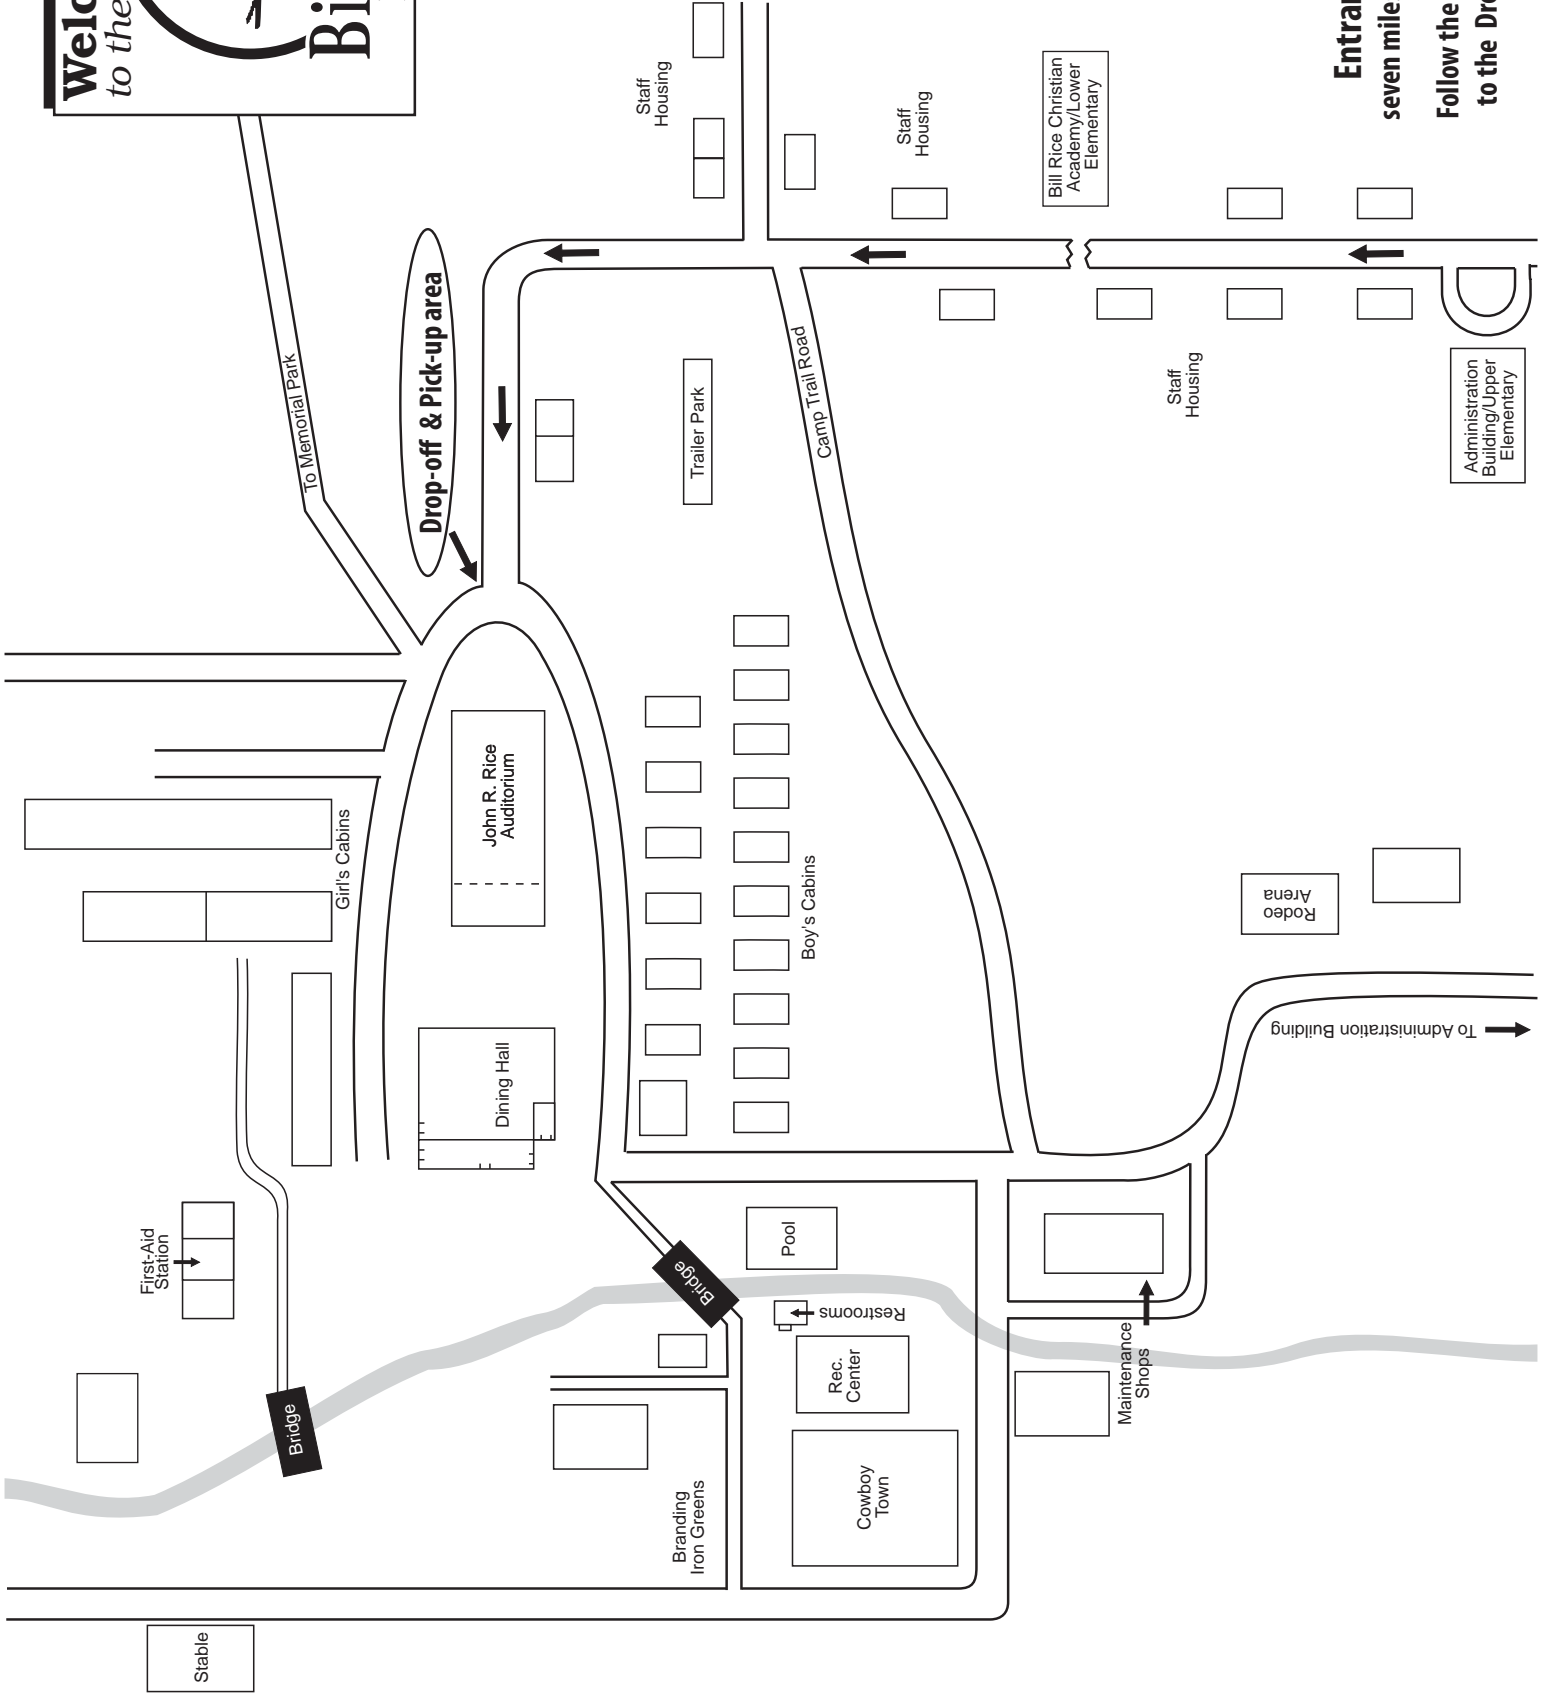 Welc
to the
Bi
Entrar
seven mile
Follow the
to the Dro
Staff
Housing
Staff
Housing
Bill Rice Christian
Academy/Lower
Elementary
To Memorial Park
Drop-off & Pick-up area
Trailer Park
Camp Trail Road
Staff
Housing
Administration
Building/Upper
Elementary
Girl's Cabins
John R. Rice
Auditorium
Boy's Cabins
Rodeo
Arena
To Administration Building
Dining Hall
First-Aid
Station
Bridge
Pool
Restrooms
Rec.
Center
Maintenance
Shops
Bridge
Branding
Iron Greens
Cowboy
Town
Stable